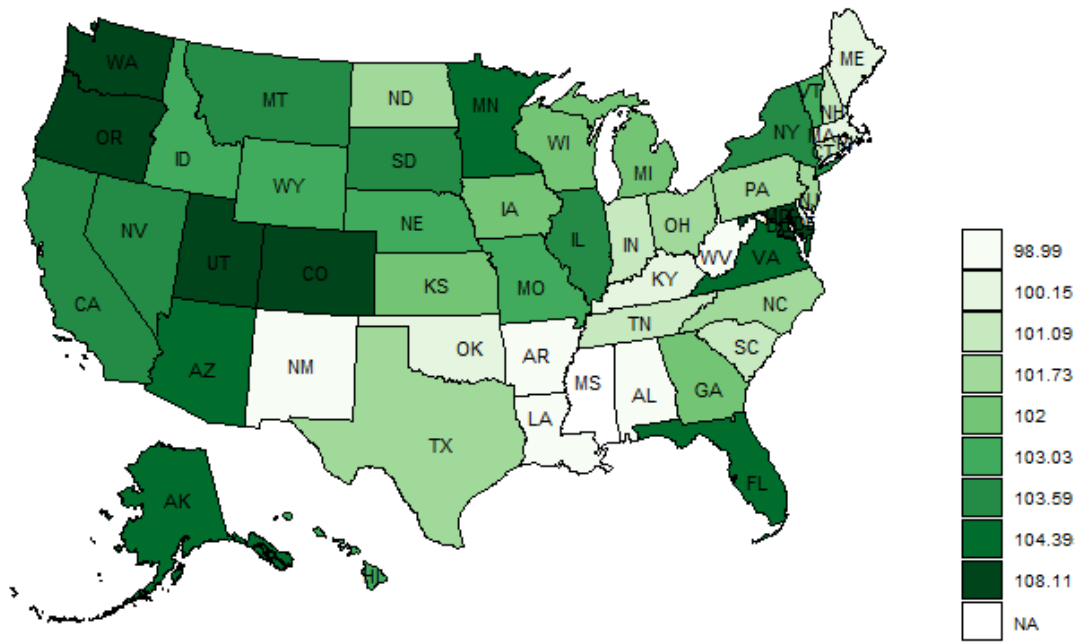 ME
WA
VT
MT
ND
MN
NH
OR
NY
MA
WI
ID
SD
MI
WY
PA
IA
NE
OH
NV
IL
IN
UT
CO
VA
WV
KS
MO
KY
CA
NC
TN
OK
SC
AZ
NM
AR
MS
AL
GA
LA
TX
FL
AK
HI
98.99
100.15
101.09
101.73
102
103.03
103.59
104.39
108.11
NA